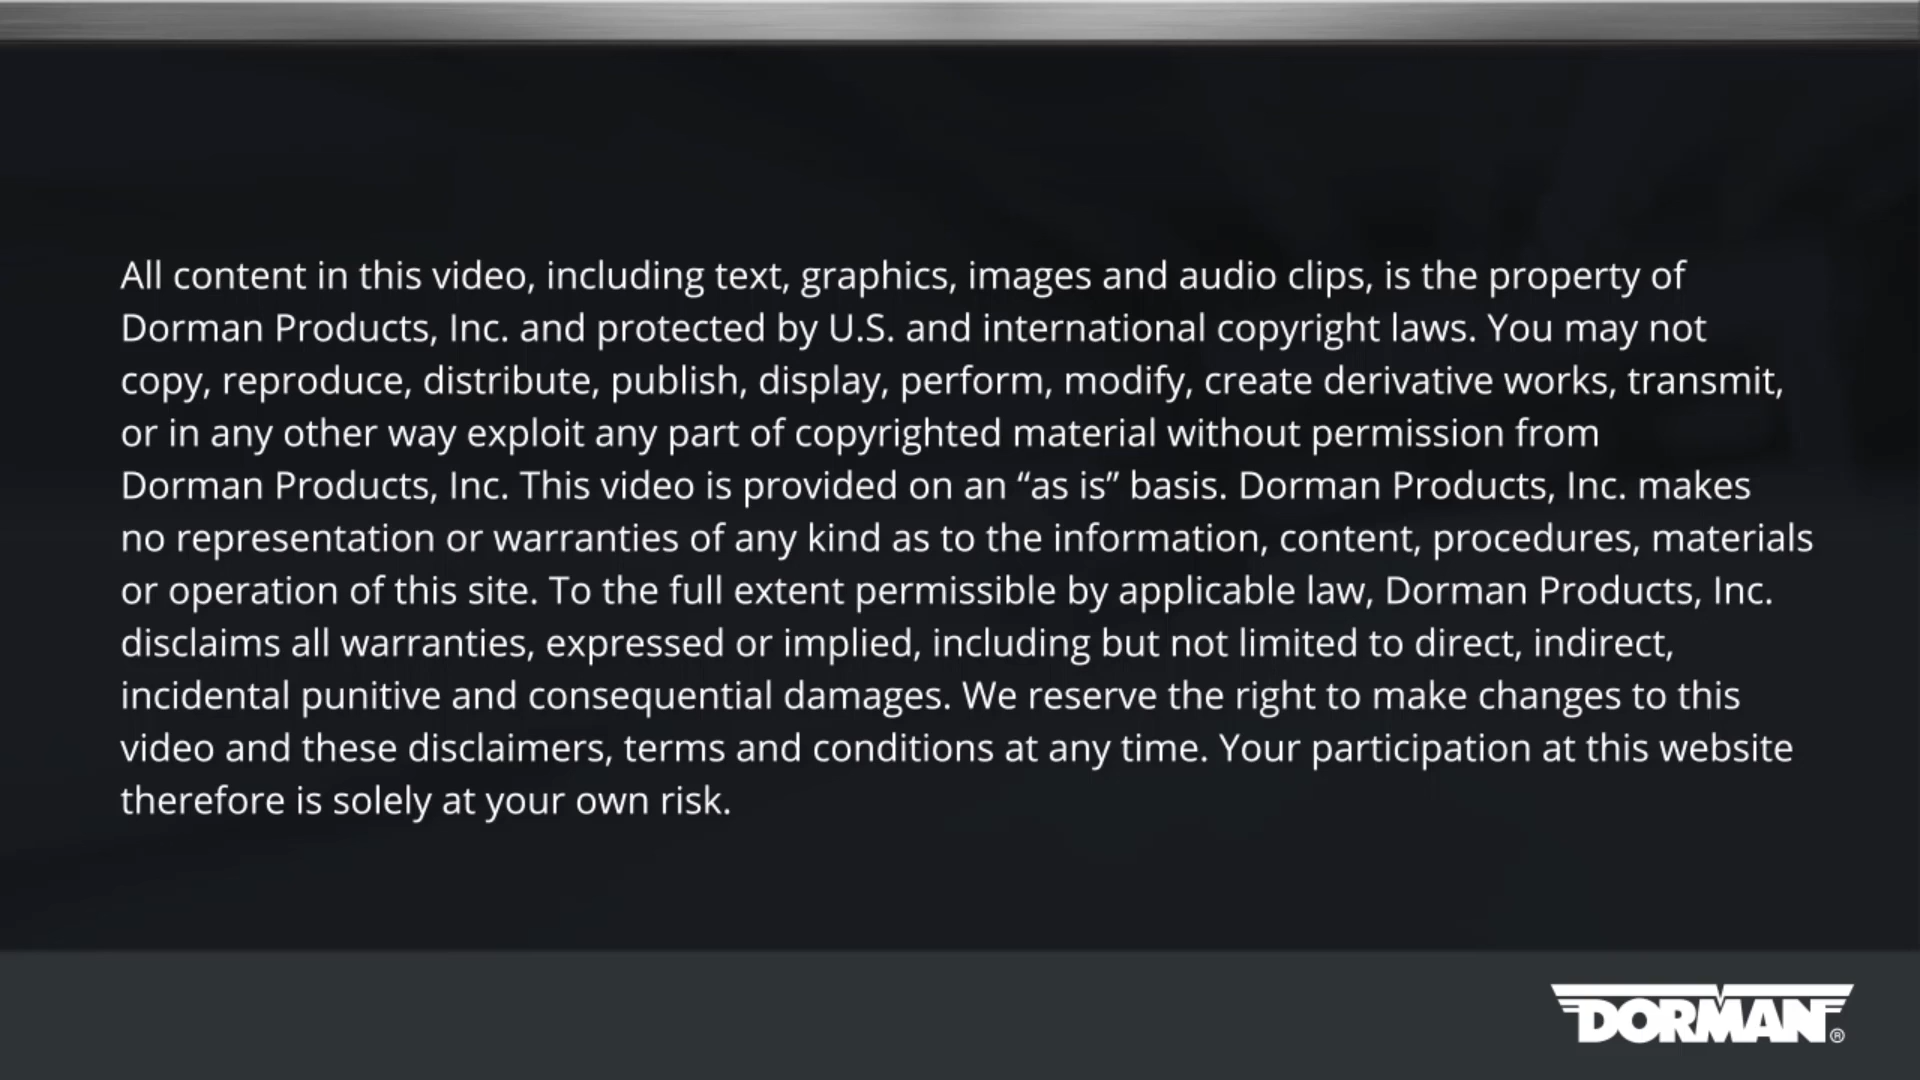 All content in this video, including text, graphics, images and audio clips, is the property of
Dorman Products, Inc. and protected by U.S. and international copyright laws. You may not
copy, reproduce, distribute, publish, display, perform, modify, create derivative works, transmit,
or in any other way exploit any part of copyrighted material without permission from
Dorman Products, Inc. This video is provided on an “as is” basis. Dorman Products, Inc. makes
no representation or warranties of any kind as to the information, content, procedures, materials
or operation of this site. To the full extent permissible by applicable law, Dorman Products, Inc.
disclaims all warranties, expressed or implied, including but not limited to direct, indirect,
incidental punitive and consequential damages. We reserve the right to make changes to this
video and these disclaimers, terms and conditions at any time. Your participation at this website
therefore is solely at your own risk.
DORMAN®